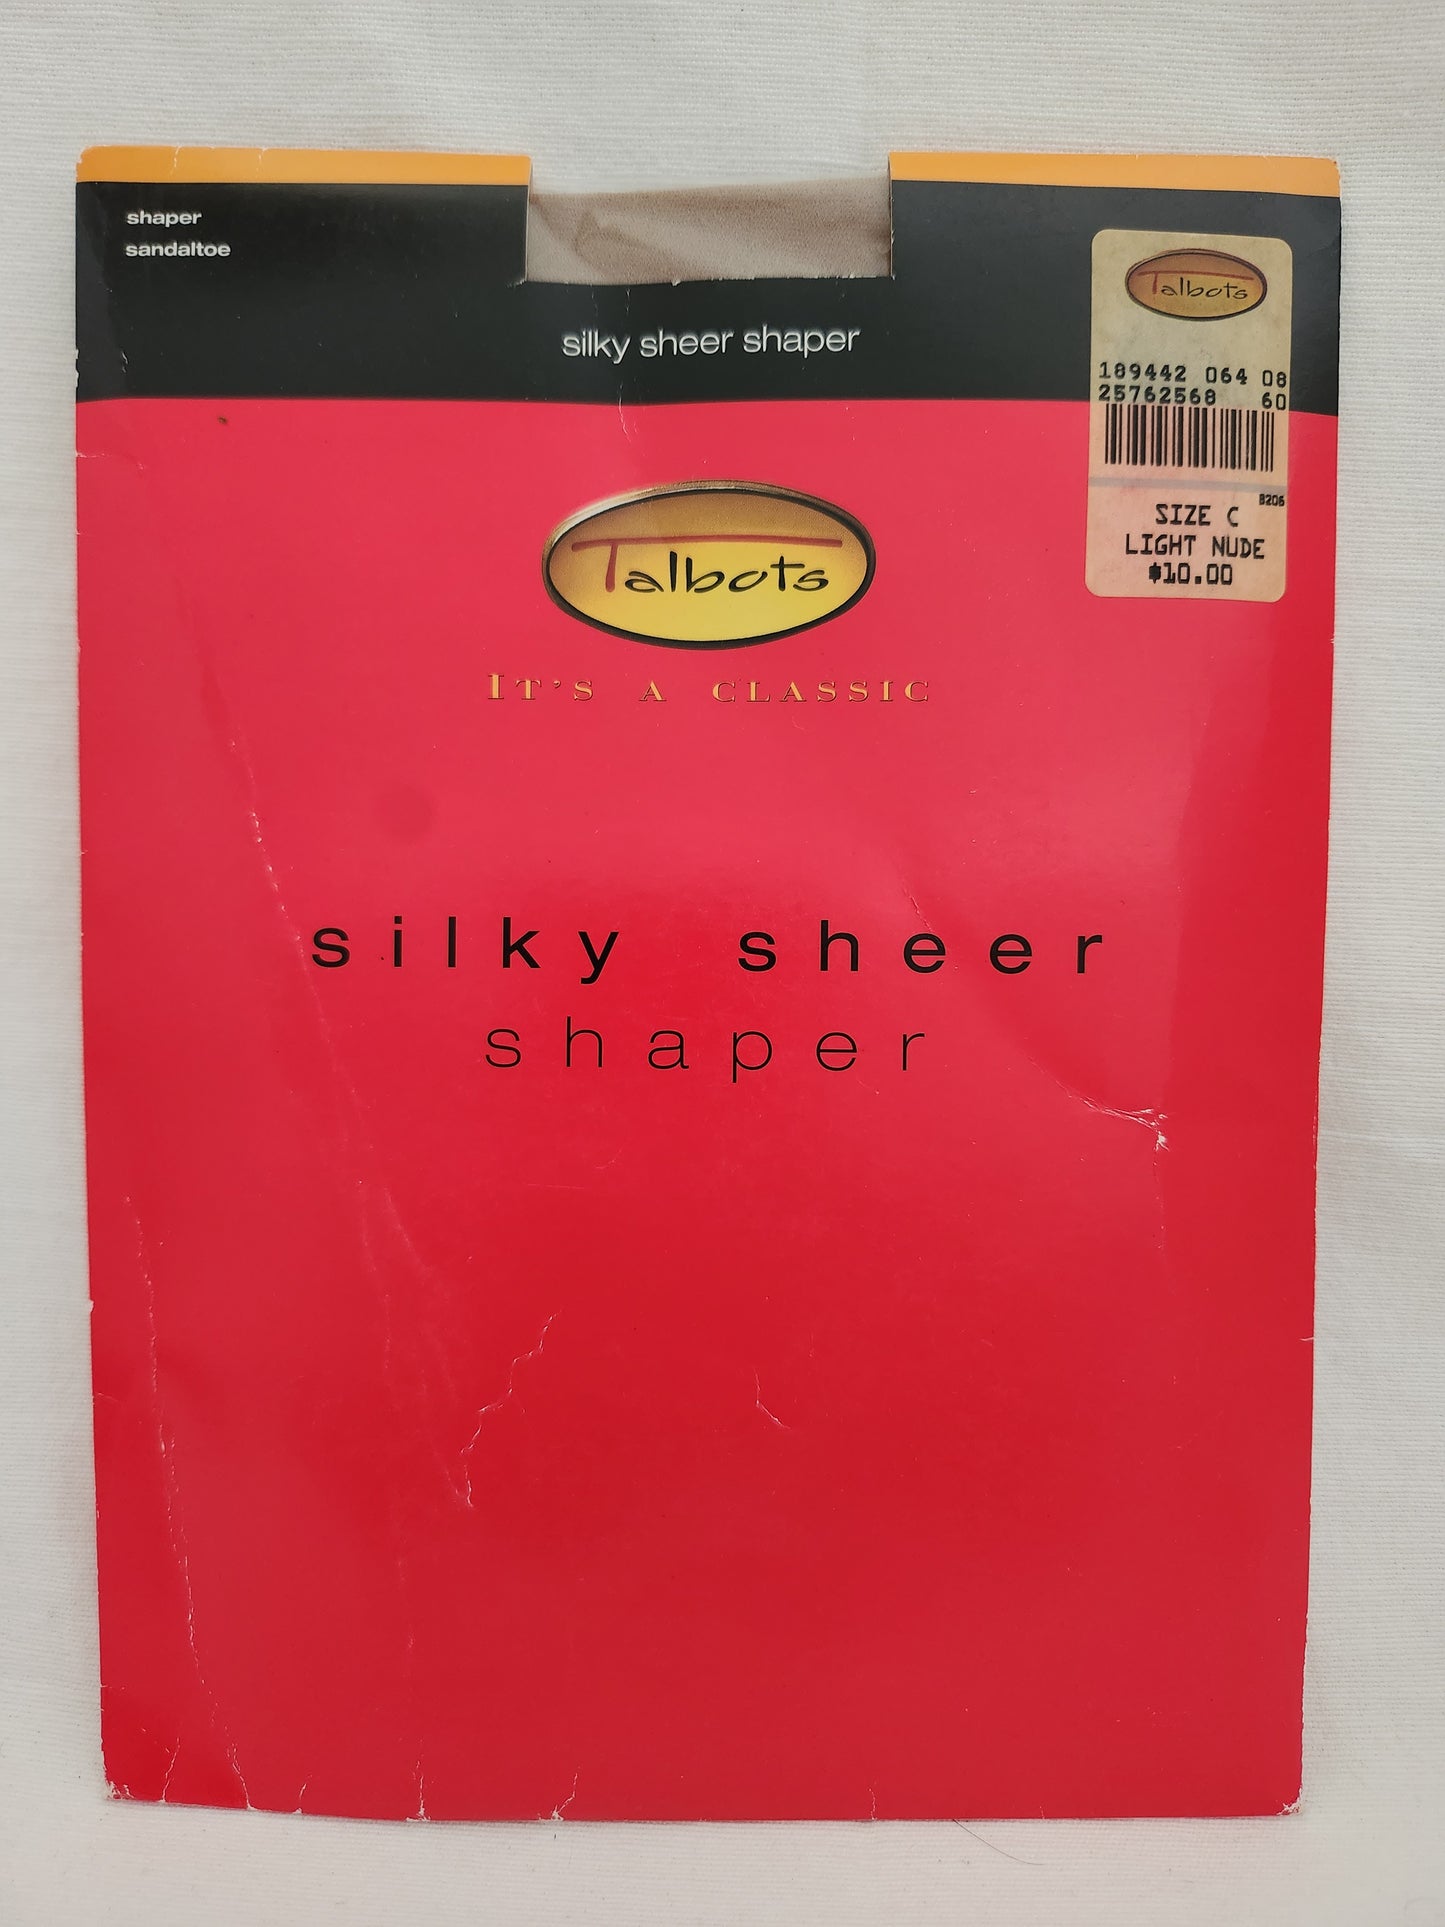 shaper
sandaltoe
silky sheer shaper
Talbots
189442 064 08
25762568 60
8206
SIZE C
LIGHT NUDE
$10.00
Talbots
IT'S A CLASSIC
silky sheer
shaper